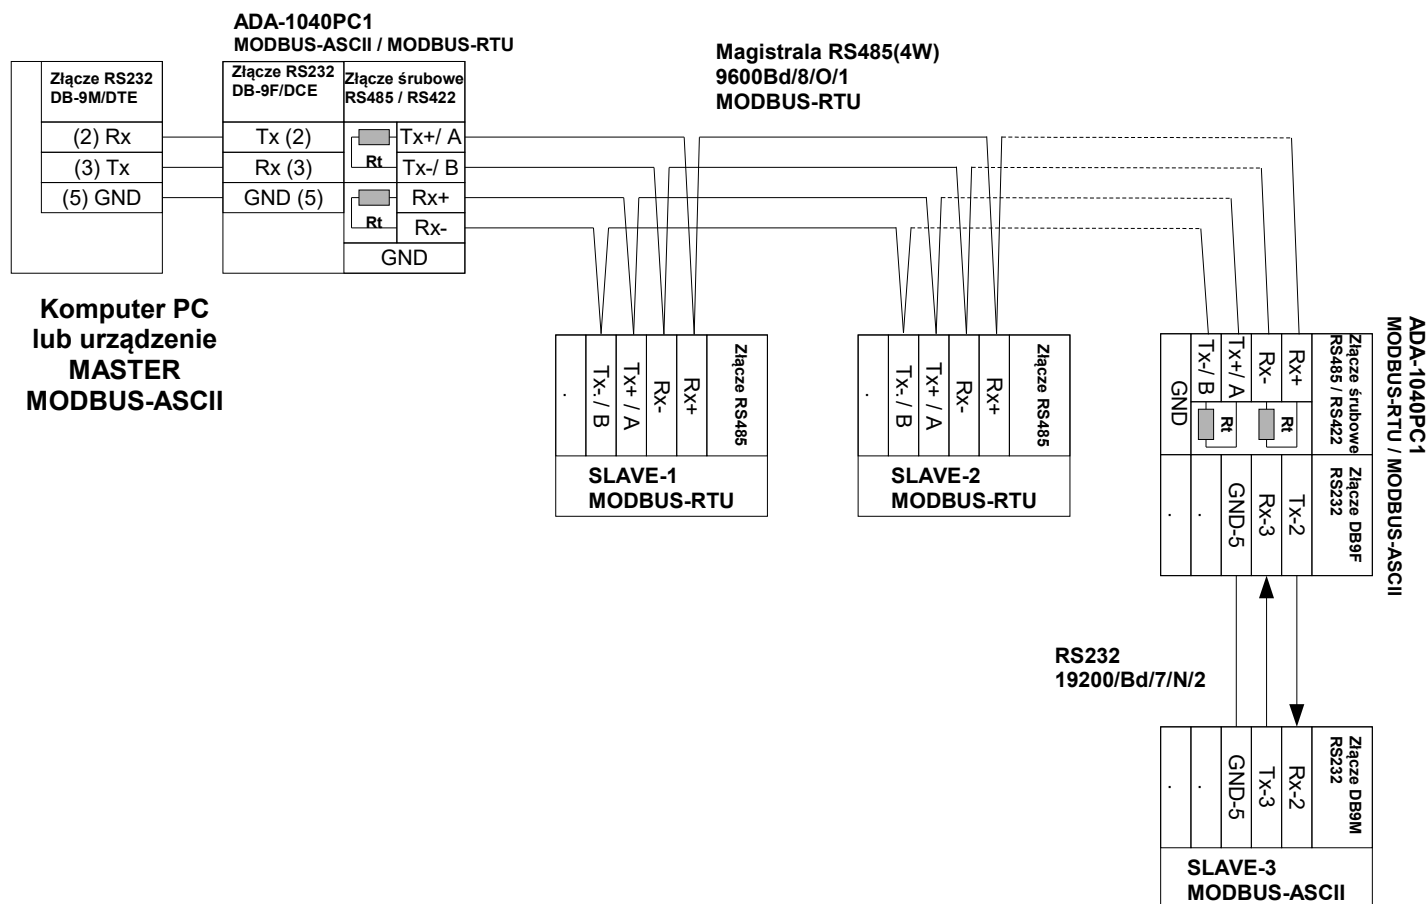 ADA-1040PC1
MODBUS-ASCII / MODBUS-RTU
Złącze RS232
DB-9M/DTE
(2) Rx
(3) Tx
(5) GND
Złącze RS232
DB-9F/DCE
Tx (2)
Rx (3)
GND (5)
Złącze śrubowe
RS485 / RS422
Rt
Tx+/ A
Tx-/ B
Rt
Rx+
Rx-
GND
Magistrala RS485(4W)
9600Bd/8/O/1
MODBUS-RTU
Komputer PC
lub urządzenie
MASTER
MODBUS-ASCII
Złącze RS485
Rx+
Rx-
Tx+ / A
Tx-. / B
.
SLAVE-1
MODBUS-RTU
Złącze RS485
Rx+
Rx-
Tx+ / A
Tx-. / B
.
SLAVE-2
MODBUS-RTU
ADA-1040PC1
MODBUS-RTU / MODBUS-ASCII
Złącze śrubowe
RS485 / RS422
Rx+
Rx-
Tx+/ A
Tx-/ B
GND
Rt
Rt
Złącze DB9F
RS232
Tx-2
Rx-3
GND-5
.
.
RS232
19200/Bd/7/N/2
Złącze DB9M
RS232
Rx-2
Tx-3
GND-5
.
.
SLAVE-3
MODBUS-ASCII